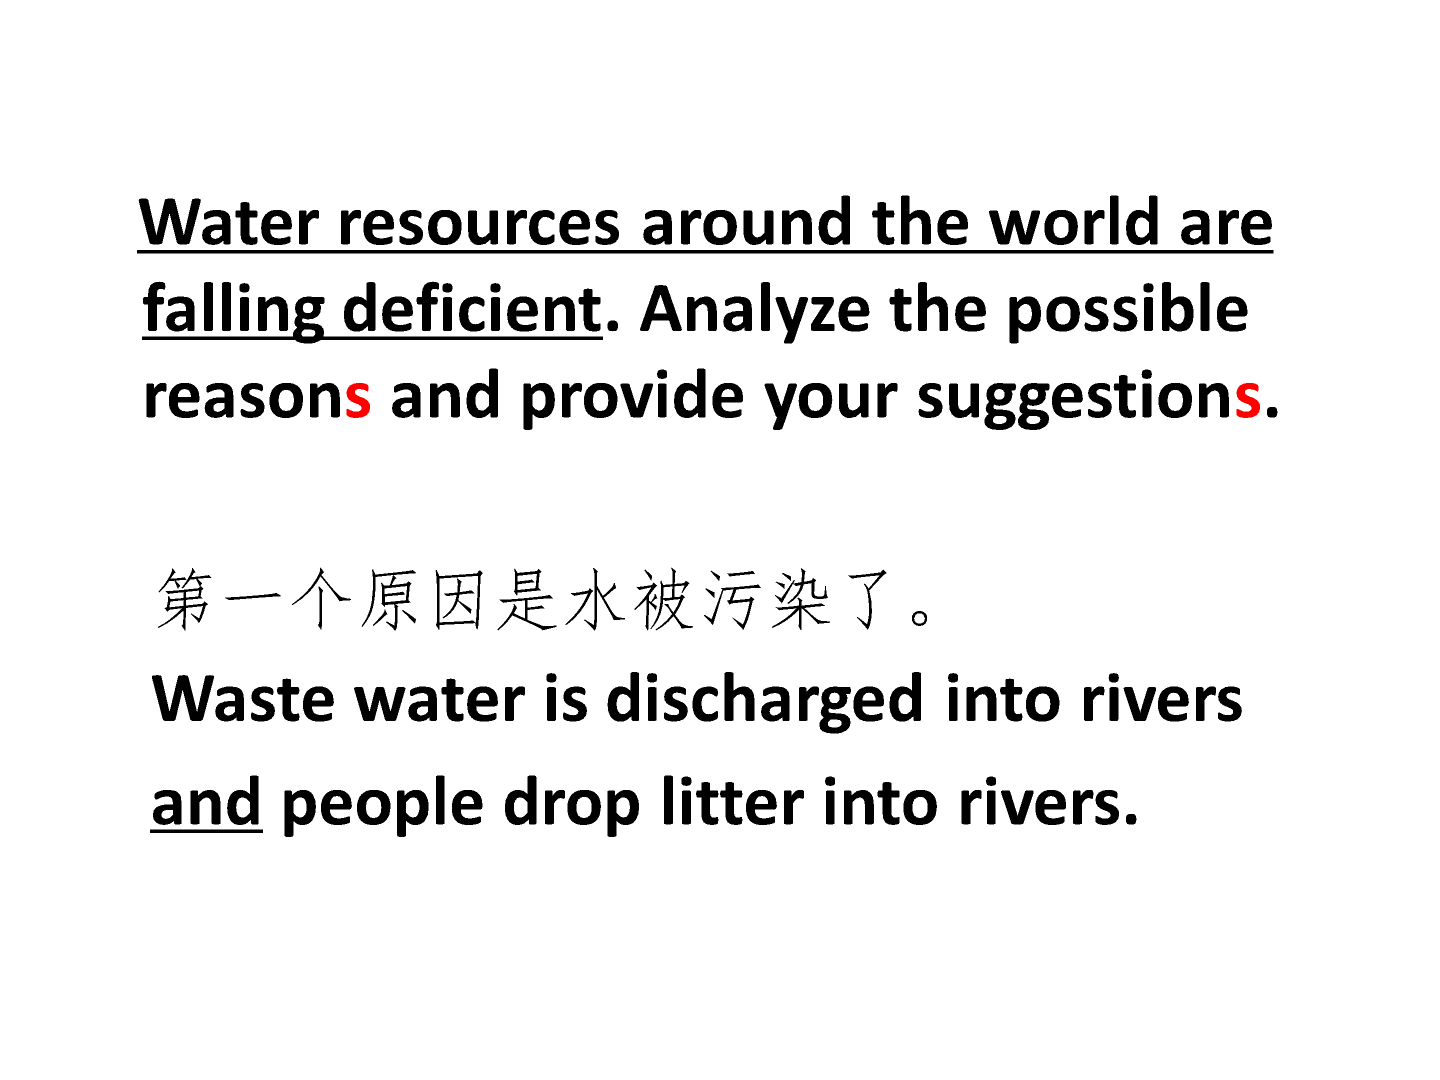 Water resources around the world are
falling deficient. Analyze the possible
reasons and provide your suggestions.
第一个原因是水被污染了。
Waste water is discharged into rivers
and people drop litter into rivers.